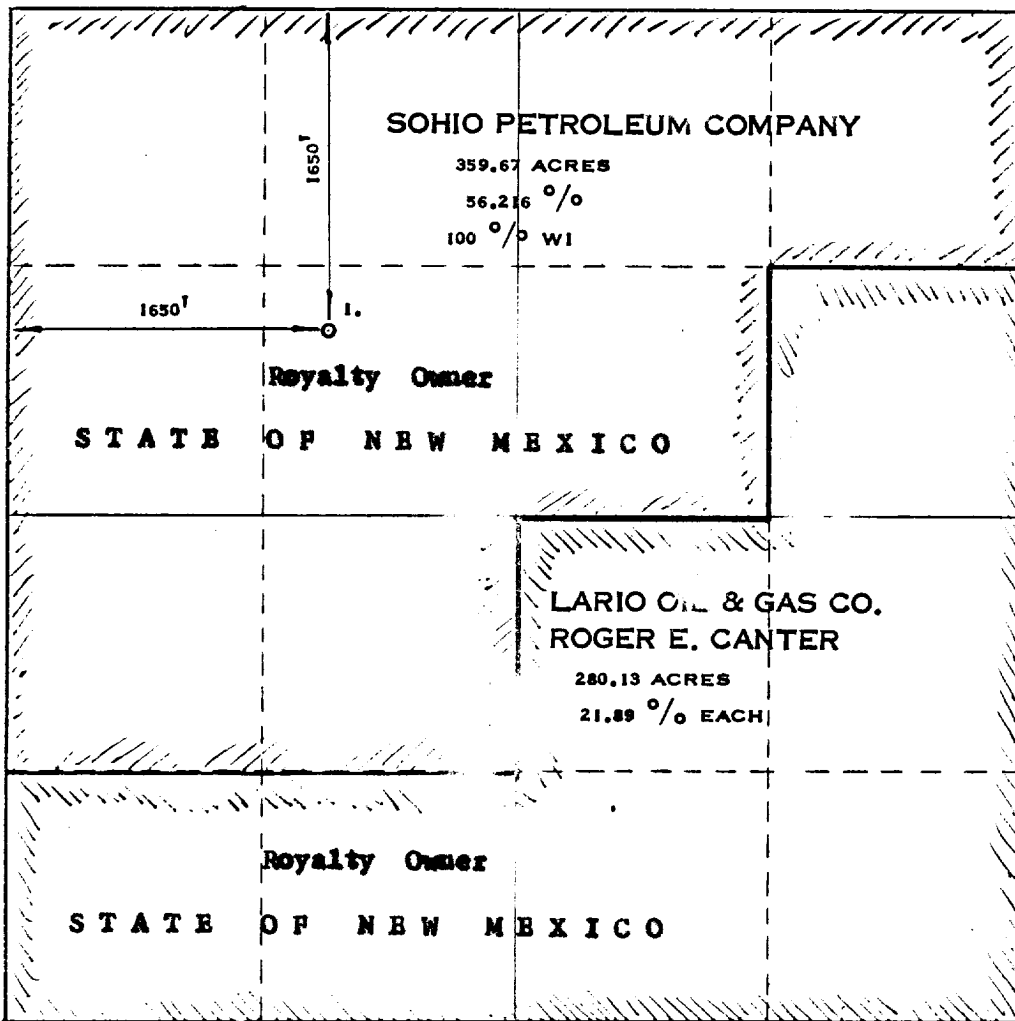 SOHIO PETROLEUM COMPANY
359.67 ACRES
56.216 %
100 % WI
1650'
1650'
1.
Royalty Owner
STATE OF NEW MEXICO
LARIO OIL & GAS CO.
ROGER E. CANTER
280.13 ACRES
21.89 % EACH
Royalty Owner
STATE OF NEW MEXICO